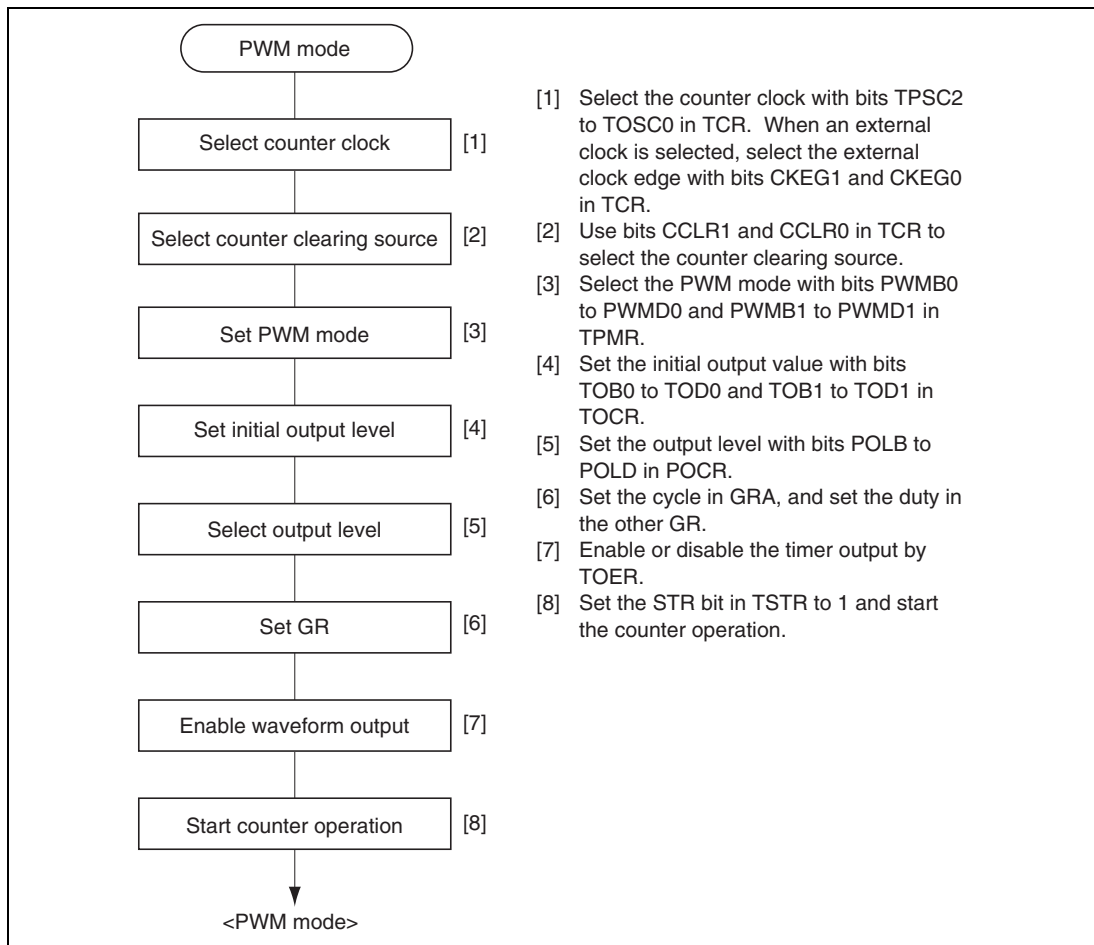 PWM mode
Select counter clock [1]
Select counter clearing source [2]
Set PWM mode [3]
Set initial output level [4]
Select output level [5]
Set GR [6]
Enable waveform output [7]
Start counter operation [8]
<PWM mode>
[1] Select the counter clock with bits TPSC2
to TOSC0 in TCR. When an external
clock is selected, select the external
clock edge with bits CKEG1 and CKEG0
in TCR.
[2] Use bits CCLR1 and CCLR0 in TCR to
select the counter clearing source.
[3] Select the PWM mode with bits PWMB0
to PWMD0 and PWMB1 to PWMD1 in
TPMR.
[4] Set the initial output value with bits
TOB0 to TOD0 and TOB1 to TOD1 in
TOCR.
[5] Set the output level with bits POLB to
POLD in POCR.
[6] Set the cycle in GRA, and set the duty in
the other GR.
[7] Enable or disable the timer output by
TOER.
[8] Set the STR bit in TSTR to 1 and start
the counter operation.